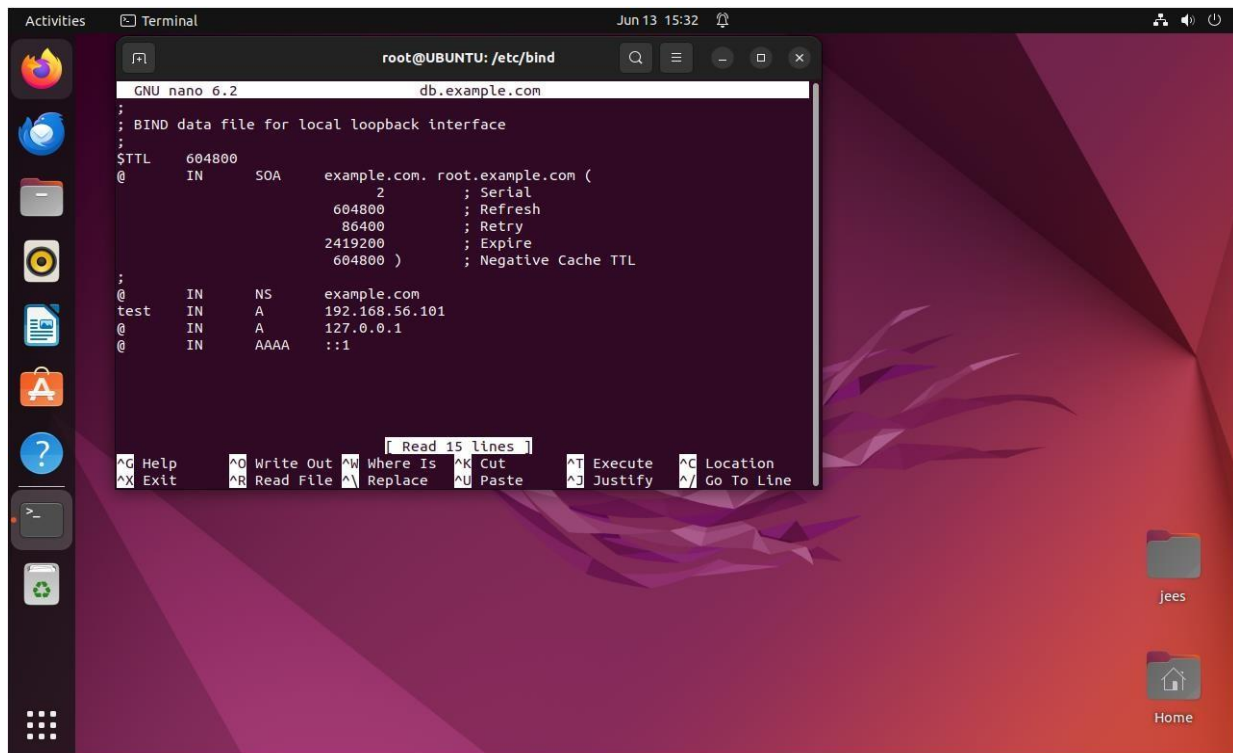 Activities Terminal Jun 13 15:32
root@UBUNTU: /etc/bind
GNU nano 6.2 db.example.com
;
; BIND data file for local loopback interface
;
$TTL 604800
@ IN SOA example.com. root.example.com (
2 ; Serial
604800 ; Refresh
86400 ; Retry
2419200 ; Expire
604800 ) ; Negative Cache TTL
;
@ IN NS example.com
test IN A 192.168.56.101
@ IN A 127.0.0.1
@ IN AAAA ::1
[ Read 15 lines ]
^G Help ^O Write Out ^W Where Is ^K Cut ^T Execute ^C Location
^X Exit ^R Read File ^\ Replace ^U Paste ^J Justify ^/ Go To Line
jees
Home